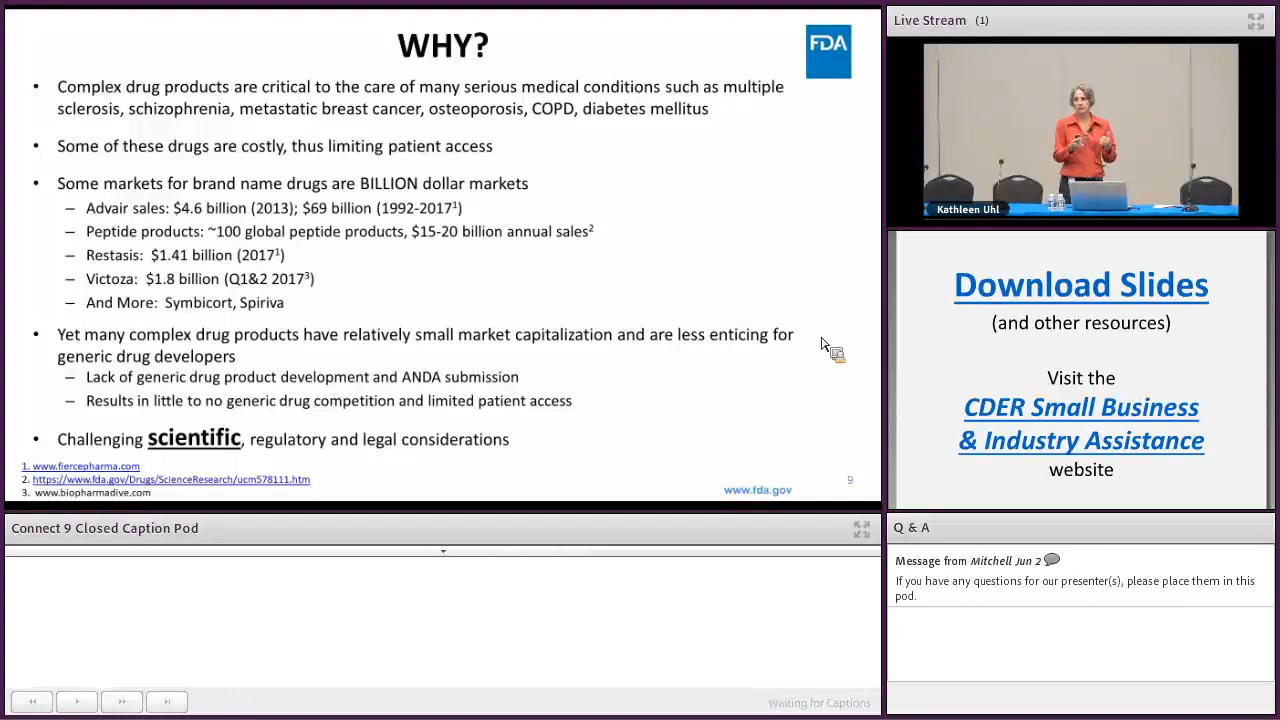 WHY?
FDA
• Complex drug products are critical to the care of many serious medical conditions such as multiple
sclerosis, schizophrenia, metastatic breast cancer, osteoporosis, COPD, diabetes mellitus
• Some of these drugs are costly, thus limiting patient access
• Some markets for brand name drugs are BILLION dollar markets
– Advair sales: $4.6 billion (2013); $69 billion (1992-2017¹)
– Peptide products: ~100 global peptide products, $15-20 billion annual sales²
– Restasis: $1.41 billion (2017¹)
– Victoza: $1.8 billion (Q1&2 2017³)
– And More: Symbicort, Spiriva
• Yet many complex drug products have relatively small market capitalization and are less enticing for
generic drug developers
– Lack of generic drug product development and ANDA submission
– Results in little to no generic drug competition and limited patient access
• Challenging scientific, regulatory and legal considerations
1. www.fiercepharma.com
2. https://www.fda.gov/Drugs/ScienceResearch/ucm578111.htm
3. www.biopharmadive.com
www.fda.gov
9
Live Stream (1)
Kathleen Uhl
Download Slides
(and other resources)
Visit the
CDER Small Business
& Industry Assistance
website
Connect 9 Closed Caption Pod
Waiting for Captions
Q & A
Message from Mitchell Jun 2
If you have any questions for our presenter(s), please place them in this
pod.